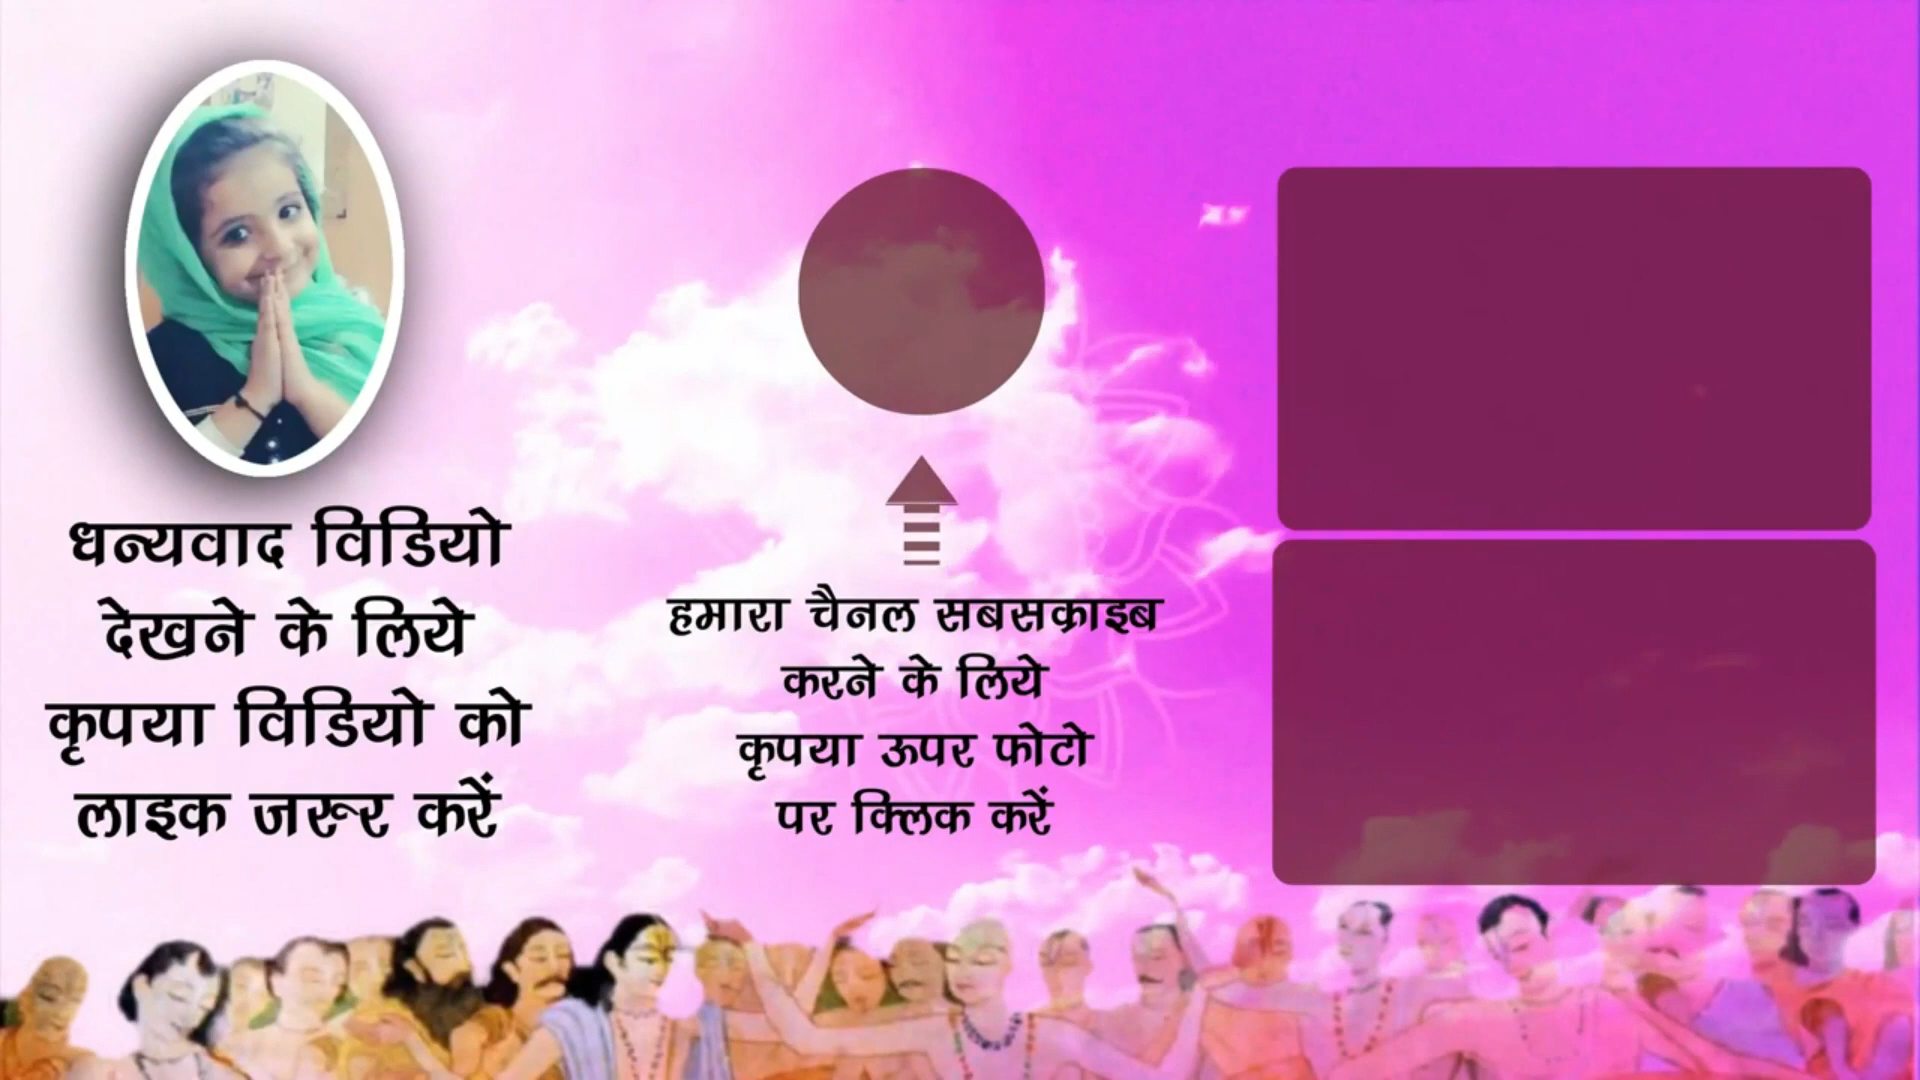 धन्यवाद विडियो
देखने के लिये
कृपया विडियो को
लाइक जरूर करें
हमारा चैनल सबसक्राइब
करने के लिये
कृपया ऊपर फोटो
पर क्लिक करें